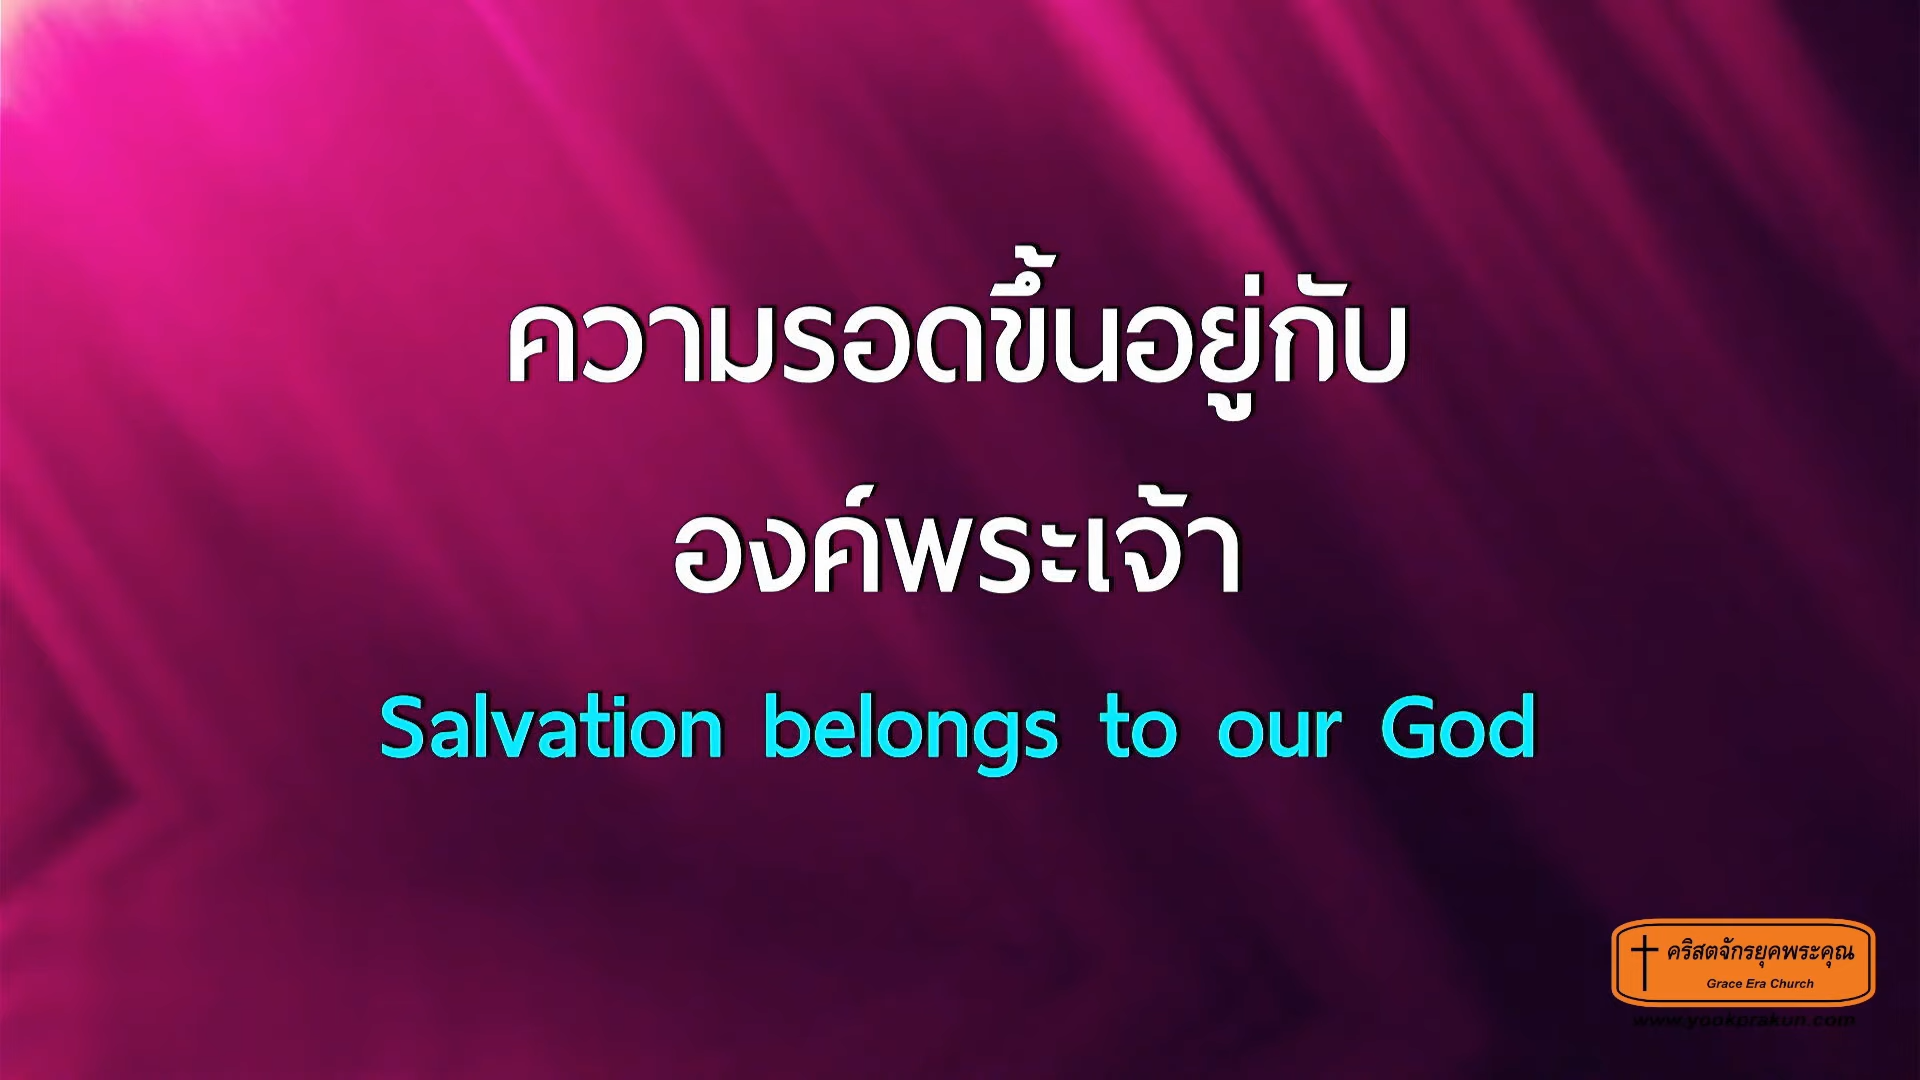 ความรอดขึ้นอยู่กับ
องค์พระเจ้า
Salvation belongs to our God
คริสตจักรยุคพระคุณ
Grace Era Church
www.yookprakun.com